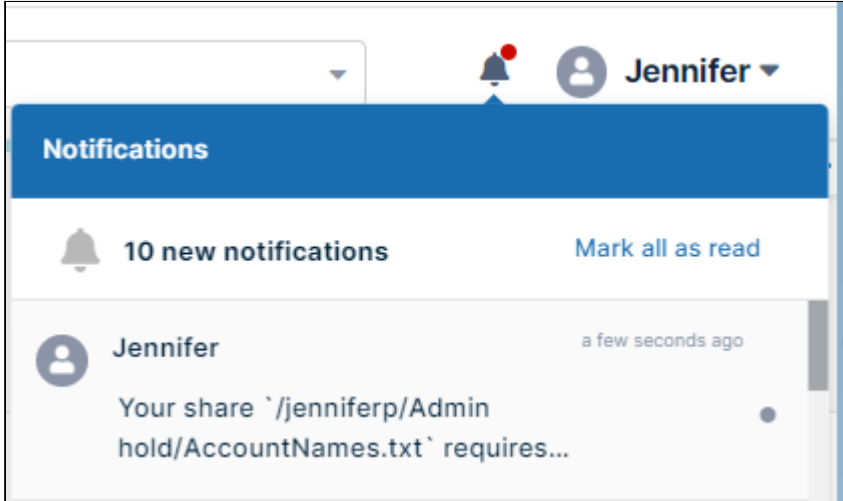 Jennifer
Notifications
10 new notifications
Mark all as read
Jennifer
a few seconds ago
Your share `/jenniferp/Admin
hold/AccountNames.txt` requires...